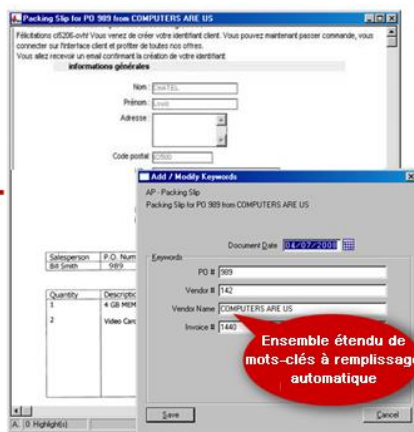 Packing Slip for PO 989 from COMPUTERS ARE US
Félicitations cf5206-ovh! Vous venez de créer votre identifiant client. Vous pouvez maintenant passer commande, vous
connecter sur l'interface client et profiter de toutes nos offres.
Vous allez recevoir un email confirmant la création de votre identifiant
informations générales
Nom :
Prénom : Louis
Adresse :
Code postal
Add / Modify Keywords
AP - Packing Slip
Packing Slip for PO 989 from COMPUTERS ARE US
Document Date 04/07/2008
Keywords
PO # 989
Vendor # 142
Vendor Name COMPUTERS ARE US
Invoice # 1440
Save
Cancel
Salesperson P.O. Num
Bill Smith 989
Quantity Descriptio
1 4 GB MEM
2 Video Card
Ensemble étendu de
mots-clés à remplissage
automatique
A. 0 Highlight(s)